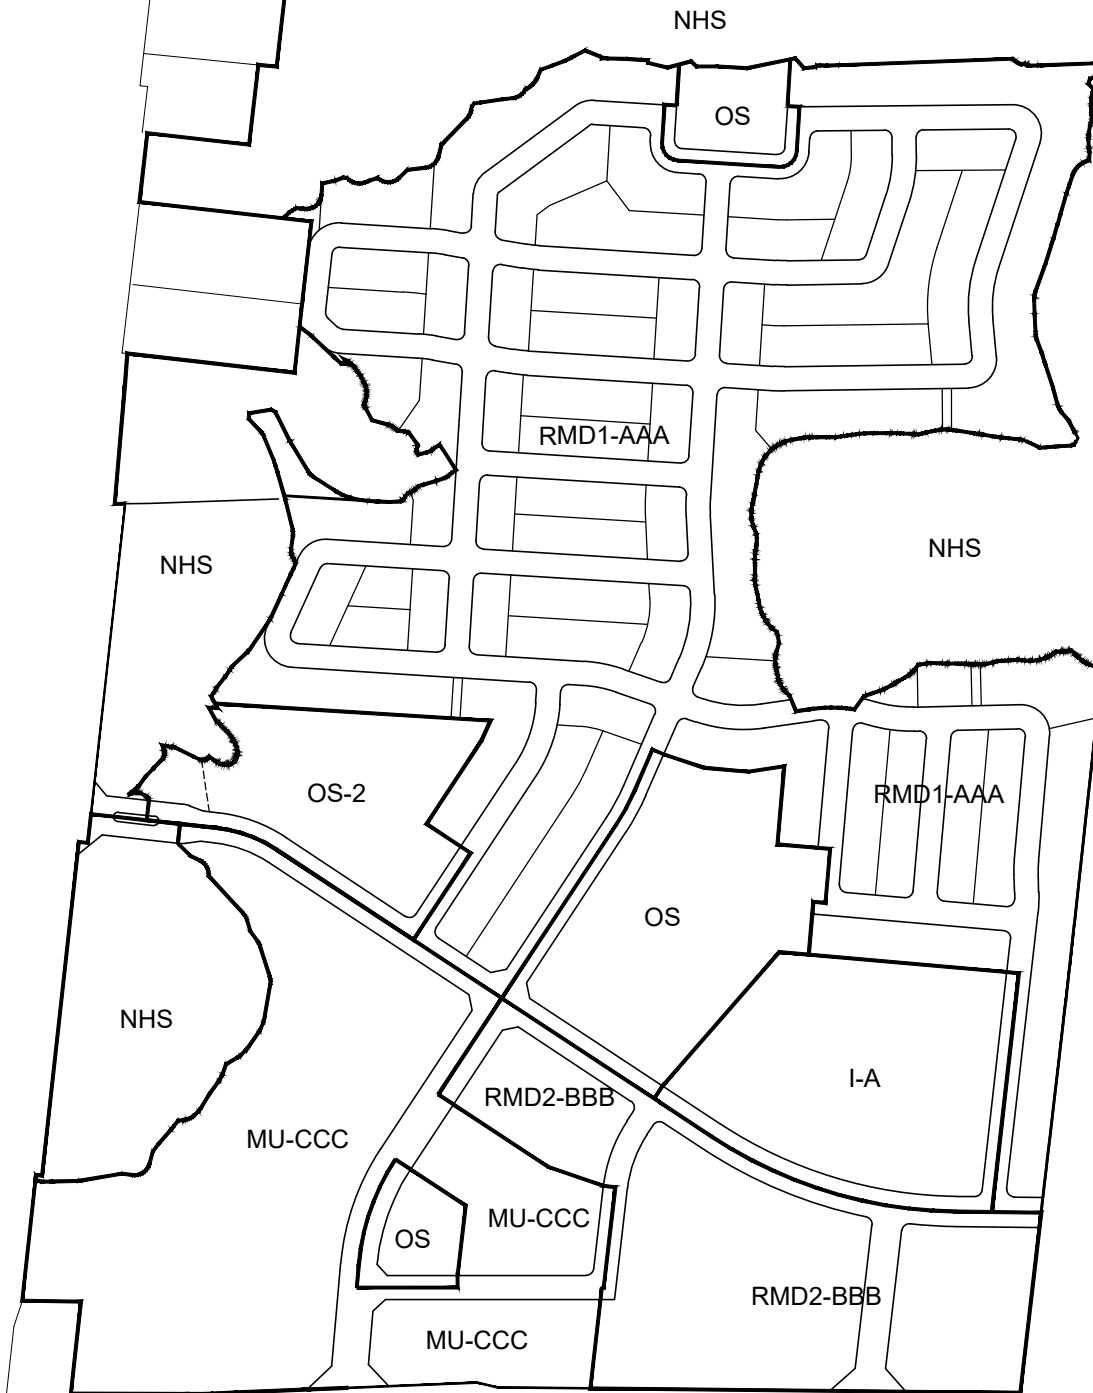 NHS
OS
RMD1-AAA
NHS
NHS
OS-2
RMD1-AAA
OS
NHS
I-A
RMD2-BBB
MU-CCC
MU-CCC
OS
RMD2-BBB
MU-CCC